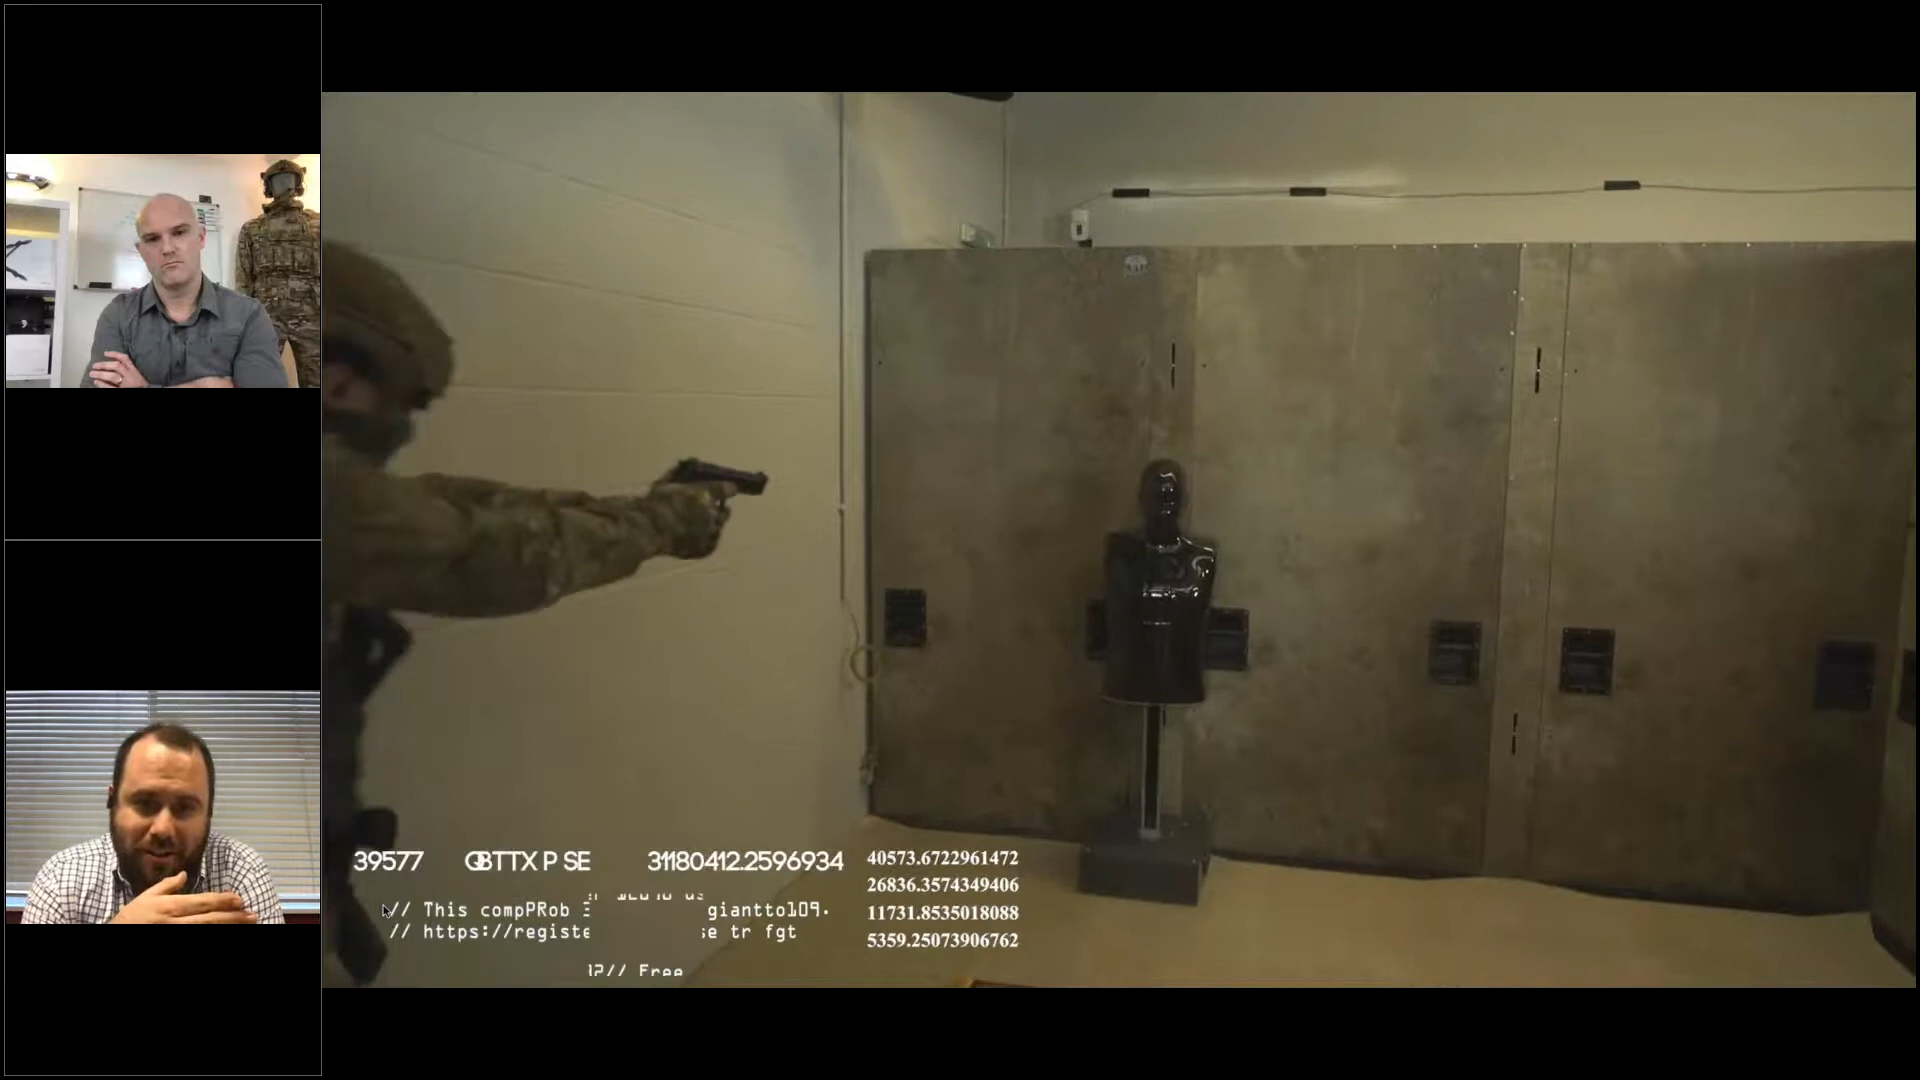 39577 GBTTX P SE 31180412.2596934
40573.6722961472
26836.3574349406
11731.8535018088
5359.25073906762
// This compPRob giantto109.
// https://registe se tr fgt
// Free